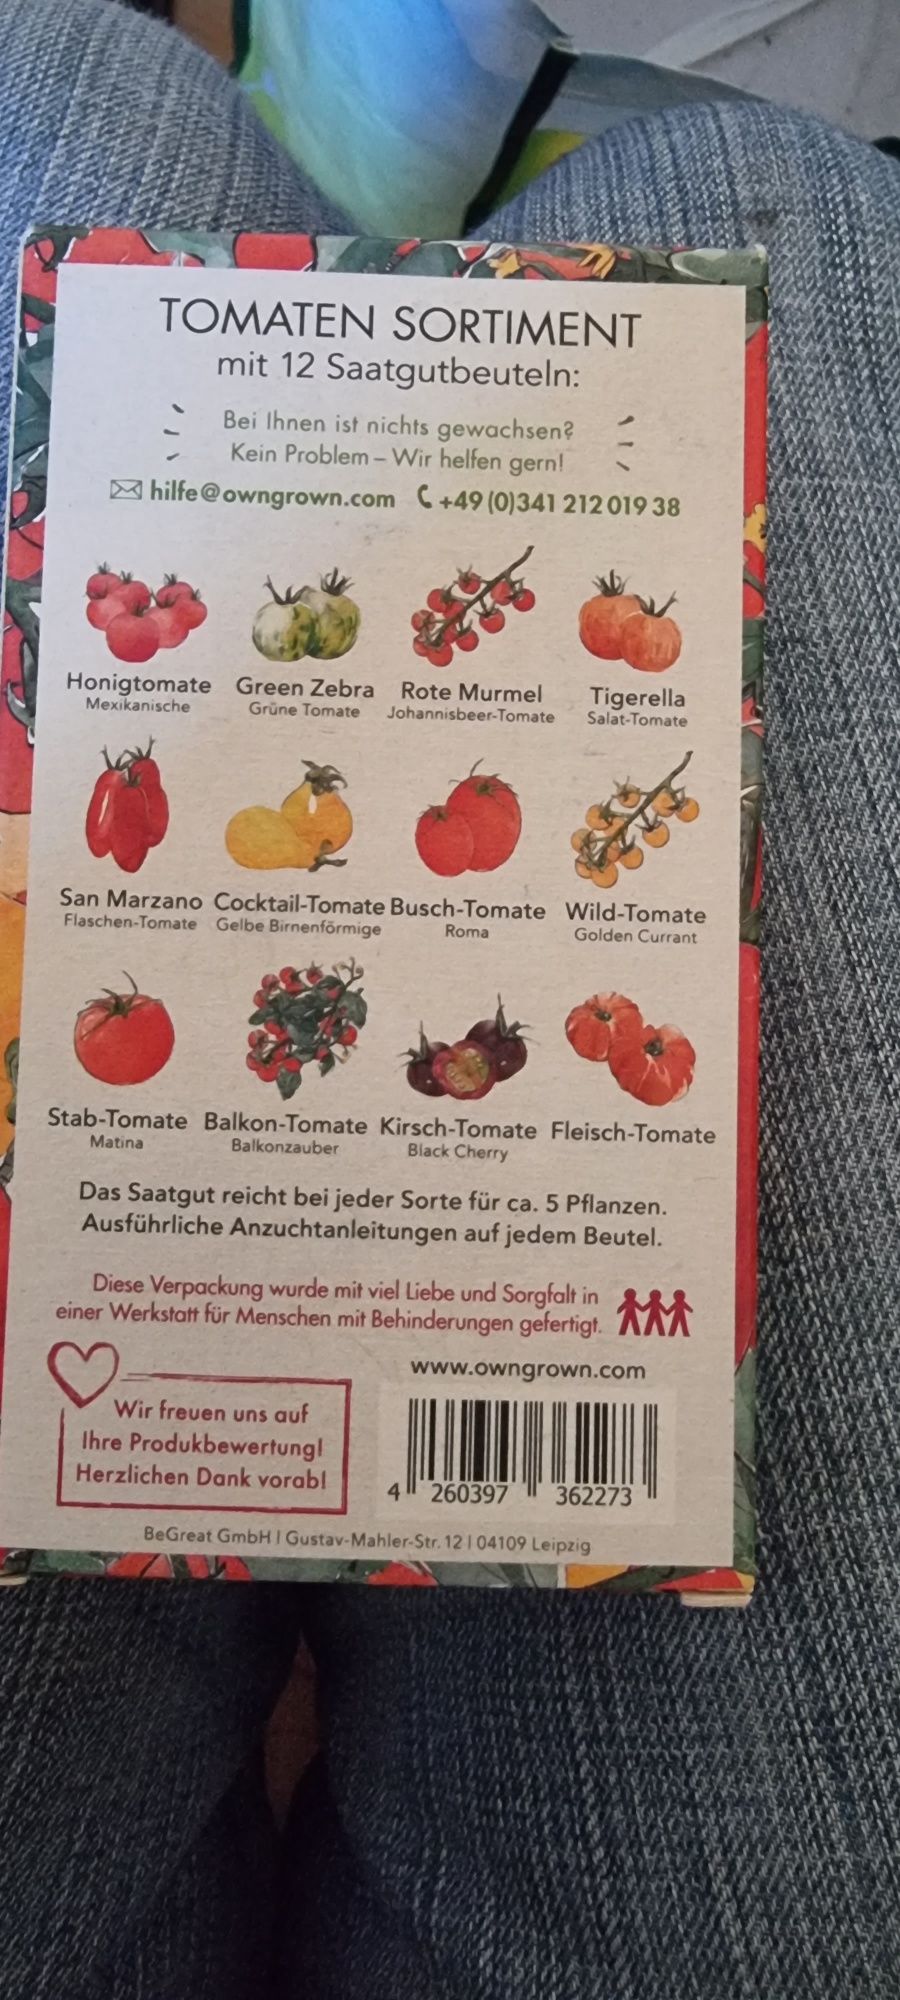 TOMATEN SORTIMENT
mit 12 Saatgutbeuteln:
Bei Ihnen ist nichts gewachsen?
Kein Problem – Wir helfen gern!
hilfe@owngrown.com +49 (0)341 212 019 38
Honigtomate Green Zebra Rote Murmel Tigerella
Mexikanische Grüne Tomate Johannisbeer-Tomate Salat-Tomate
San Marzano Cocktail-Tomate Busch-Tomate Wild-Tomate
Flaschen-Tomate Gelbe Birnenförmige Roma Golden Currant
Stab-Tomate Balkon-Tomate Kirsch-Tomate Fleisch-Tomate
Matina Balkonzauber Black Cherry
Das Saatgut reicht bei jeder Sorte für ca. 5 Pflanzen.
Ausführliche Anzuchtanleitungen auf jedem Beutel.
Diese Verpackung wurde mit viel Liebe und Sorgfalt in
einer Werkstatt für Menschen mit Behinderungen gefertigt.
www.owngrown.com
Wir freuen uns auf
Ihre Produkbewertung!
Herzlichen Dank vorab!
4 260397 362273
BeGreat GmbH | Gustav-Mahler-Str. 12 | 04109 Leipzig